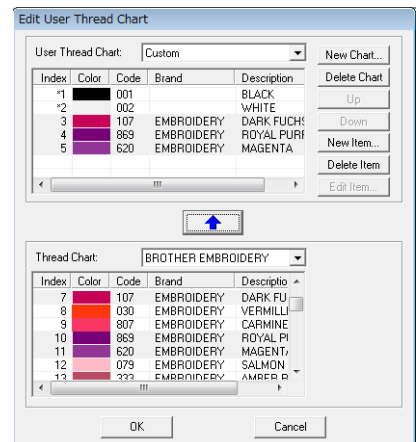 Edit User Thread Chart
User Thread Chart: Custom
New Chart...
Delete Chart
Up
Down
New Item...
Delete Item
Edit Item...
Index Color Code Brand Description
*1 001 BLACK
*2 002 WHITE
3 107 EMBROIDERY DARK FUCHS
4 869 EMBROIDERY ROYAL PURF
5 620 EMBROIDERY MAGENTA
Thread Chart: BROTHER EMBROIDERY
Index Color Code Brand Descriptio
7 107 EMBROIDERY DARK FU
8 030 EMBROIDERY VERMILLI
9 807 EMBROIDERY CARMINE
10 869 EMBROIDERY ROYAL PI
11 620 EMBROIDERY MAGENT
12 079 EMBROIDERY SALMON
13 333 EMBROIDERY AMBER R
OK Cancel